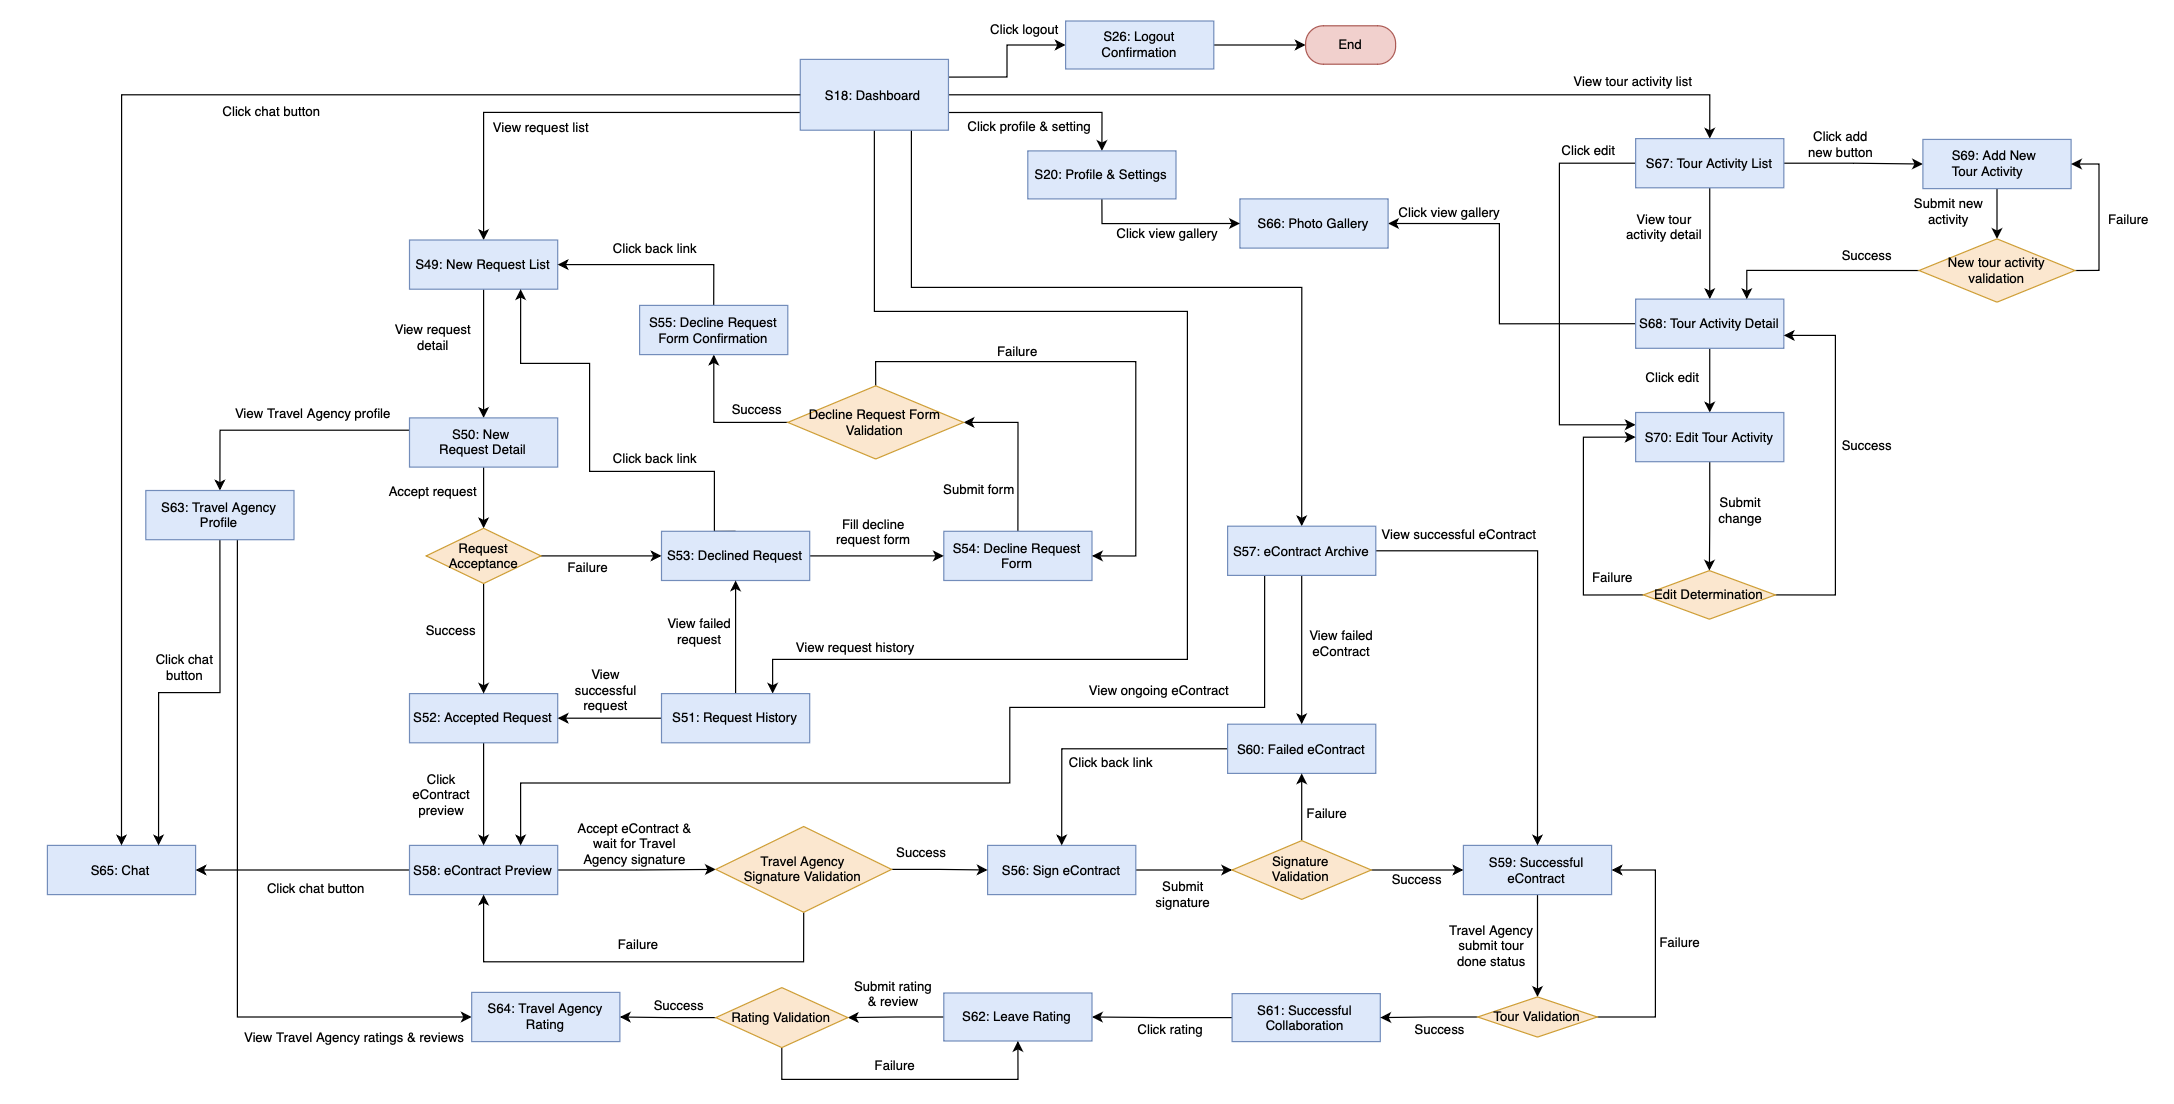 Click logout
S26: Logout
Confirmation
End
S18: Dashboard
View tour activity list
Click chat button
View request list
Click profile & setting
Click edit
S67: Tour Activity List
Click add
new button
S69: Add New
Tour Activity
S20: Profile & Settings
Submit new
activity
Failure
Click view gallery
S66: Photo Gallery
Click view gallery
View tour
activity detail
S49: New Request List
Click back link
Success
New tour activity
validation
View request
detail
S55: Decline Request
Form Confirmation
S68: Tour Activity Detail
Failure
Click edit
View Travel Agency profile
Success
Decline Request Form
Validation
S50: New
Request Detail
S70: Edit Tour Activity
Success
Click back link
Accept request
Submit form
S63: Travel Agency
Profile
Submit
change
Request
Acceptance
Failure
S53: Declined Request
Fill decline
request form
S54: Decline Request
Form
S57: eContract Archive
View successful eContract
Failure
Edit Determination
Success
View failed
request
View request history
View failed
eContract
Click chat
button
View
successful
request
View ongoing eContract
S52: Accepted Request
S51: Request History
S60: Failed eContract
Click back link
Click
eContract
preview
Failure
Accept eContract &
wait for Travel
Agency signature
S65: Chat
Click chat button
S58: eContract Preview
Travel Agency
Signature Validation
Success
S56: Sign eContract
Submit
signature
Signature
Validation
Success
S59: Successful
eContract
Failure
Travel Agency
submit tour
done status
Failure
S64: Travel Agency
Rating
Success
Rating Validation
Submit rating
& review
S62: Leave Rating
Click rating
S61: Successful
Collaboration
Success
Tour Validation
View Travel Agency ratings & reviews
Failure